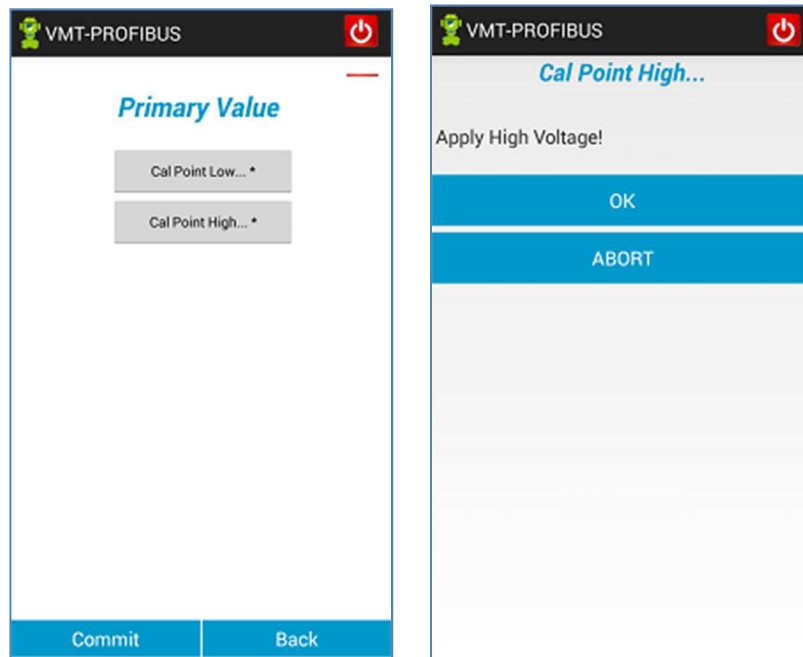 VMT-PROFIBUS
Primary Value
Cal Point Low... *
Cal Point High... *
Commit
Back
VMT-PROFIBUS
Cal Point High...
Apply High Voltage!
OK
ABORT